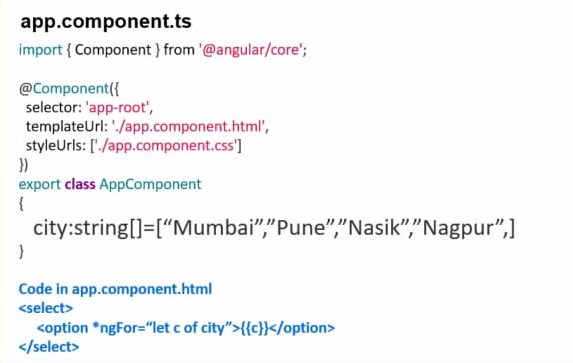 app.component.ts
import { Component } from '@angular/core';
@Component({
selector: 'app-root',
templateUrl: './app.component.html',
styleUrls: ['./app.component.css']
})
export class AppComponent
{
city:string[]=[“Mumbai”,”Pune”,”Nasik”,”Nagpur”,]
}
Code in app.component.html
<select>
<option *ngFor=“let c of city”>{{c}}</option>
</select>